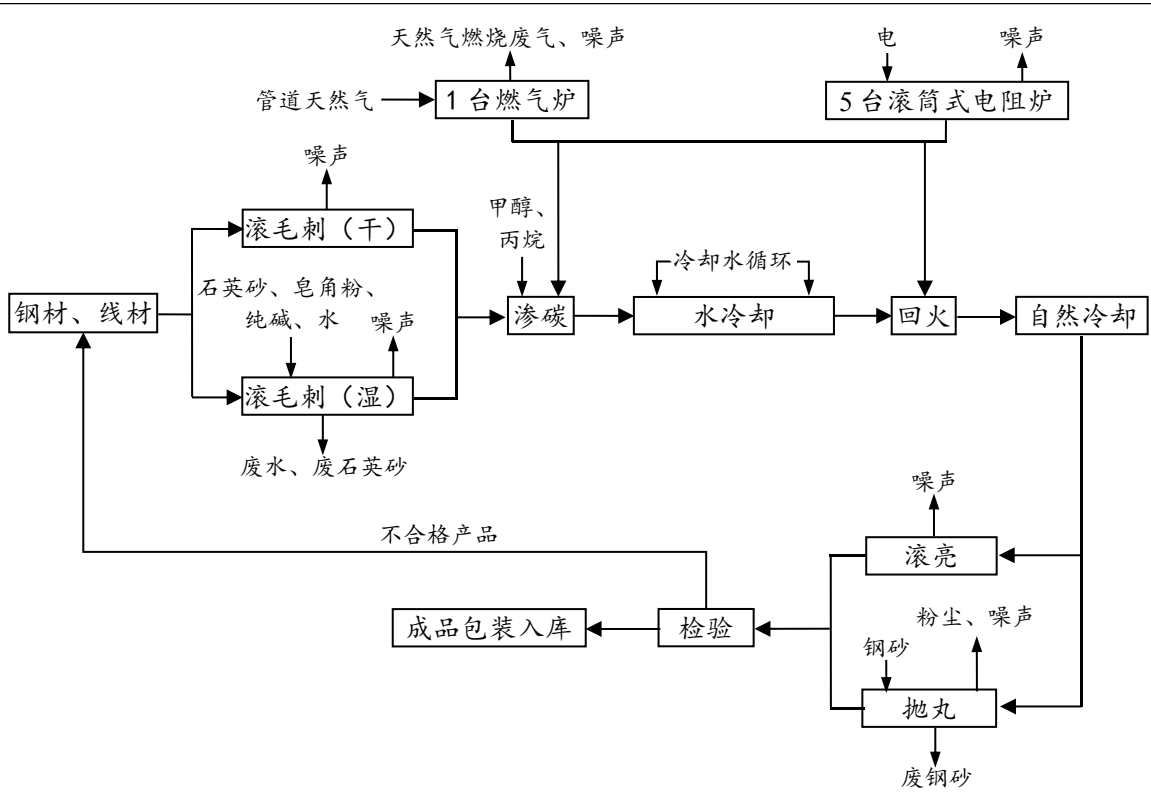 天然气燃烧废气、噪声
电
噪声
管道天然气
1 台燃气炉
5 台滚筒式电阻炉
噪声
滚毛刺（干）
甲醇、
丙烷
石英砂、皂角粉、
纯碱、水
噪声
冷却水循环
钢材、线材
渗碳
水冷却
回火
自然冷却
滚毛刺（湿）
废水、废石英砂
噪声
不合格产品
滚亮
成品包装入库
检验
粉尘、噪声
钢砂
抛丸
废钢砂